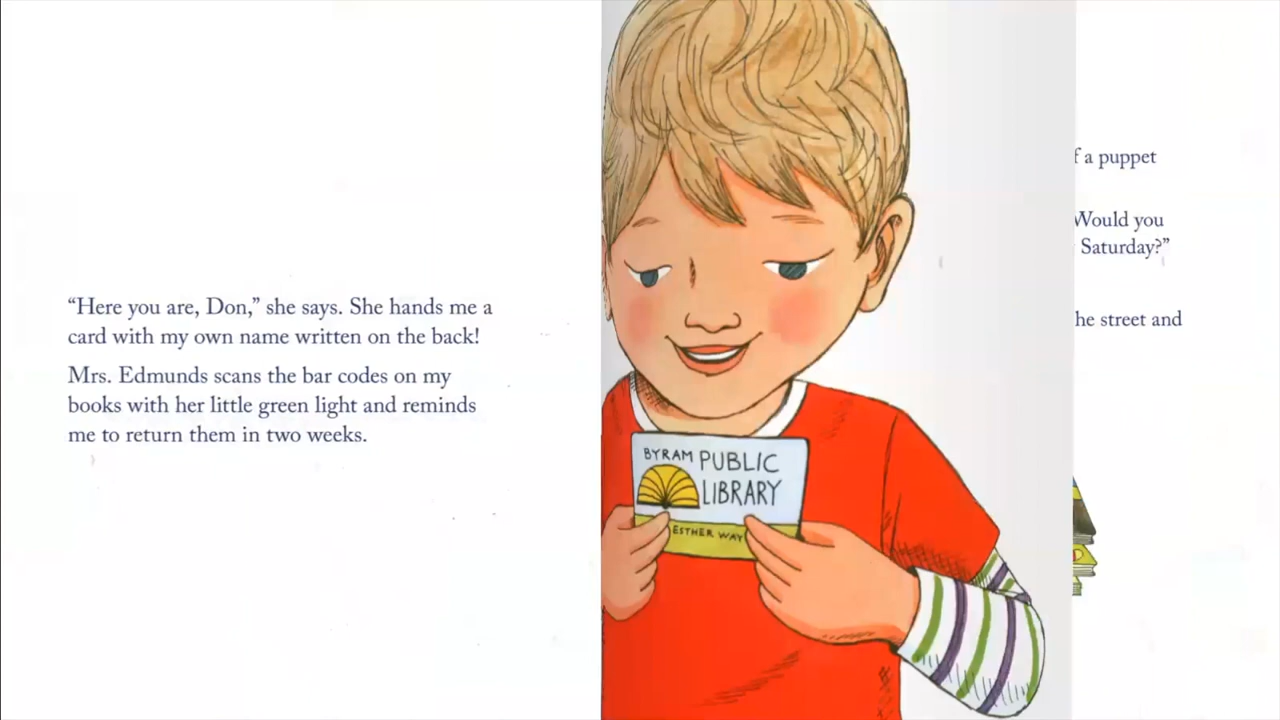 “Here you are, Don,” she says. She hands me a
card with my own name written on the back!
Mrs. Edmunds scans the bar codes on my
books with her little green light and reminds
me to return them in two weeks.
BYRAM PUBLIC
LIBRARY
ESTHER WAY
f a puppet
Would you
Saturday?”
he street and